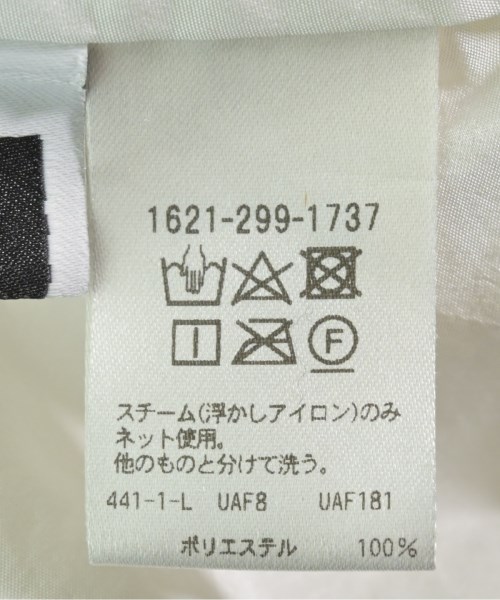 1621-299-1737
F
スチーム(浮かしアイロン)のみ
ネット使用。
他のものと分けて洗う。
441-1-L UAF8 UAF181
ポリエステル 100%